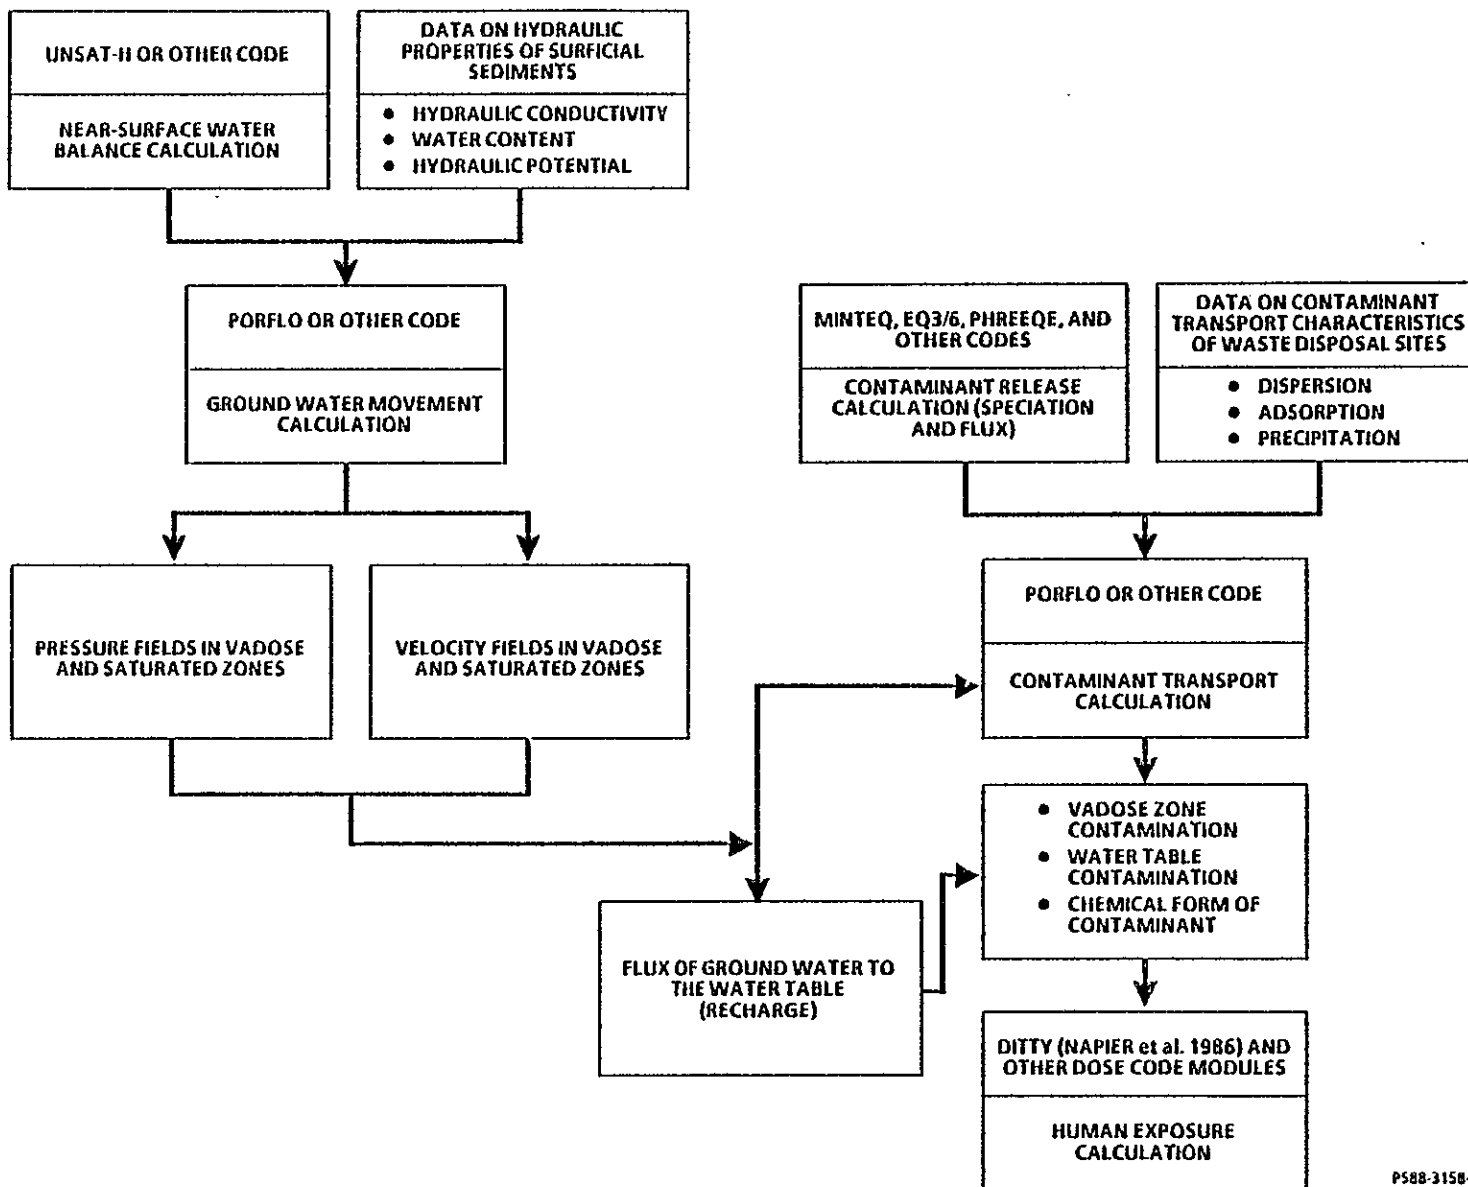 UNSAT-H OR OTHER CODE
NEAR-SURFACE WATER
BALANCE CALCULATION
DATA ON HYDRAULIC
PROPERTIES OF SURFICIAL
SEDIMENTS
● HYDRAULIC CONDUCTIVITY
● WATER CONTENT
● HYDRAULIC POTENTIAL
PORFLO OR OTHER CODE
GROUND WATER MOVEMENT
CALCULATION
MINTEQ, EQ3/6, PHREEQE, AND
OTHER CODES
CONTAMINANT RELEASE
CALCULATION (SPECIATION
AND FLUX)
DATA ON CONTAMINANT
TRANSPORT CHARACTERISTICS
OF WASTE DISPOSAL SITES
● DISPERSION
● ADSORPTION
● PRECIPITATION
PRESSURE FIELDS IN VADOSE
AND SATURATED ZONES
VELOCITY FIELDS IN VADOSE
AND SATURATED ZONES
PORFLO OR OTHER CODE
CONTAMINANT TRANSPORT
CALCULATION
● VADOSE ZONE
CONTAMINATION
● WATER TABLE
CONTAMINATION
● CHEMICAL FORM OF
CONTAMINANT
FLUX OF GROUND WATER TO
THE WATER TABLE
(RECHARGE)
DITTY (NAPIER et al. 1986) AND
OTHER DOSE CODE MODULES
HUMAN EXPOSURE
CALCULATION
PS88-3158-